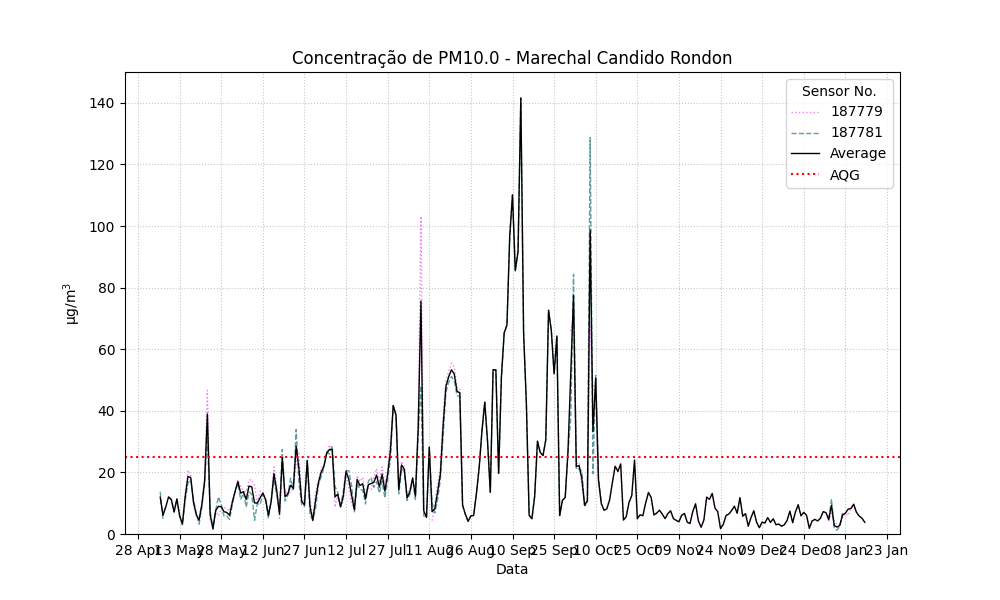 Concentração de PM10.0 - Marechal Candido Rondon
Sensor No.
187779
187781
Average
AQG
140
120
100
80
60
40
20
0
µg/m³
28 Apr
13 May
28 May
12 Jun
27 Jun
12 Jul
27 Jul
11 Aug
26 Aug
10 Sep
25 Sep
10 Oct
25 Oct
09 Nov
24 Nov
09 Dec
24 Dec
08 Jan
23 Jan
Data